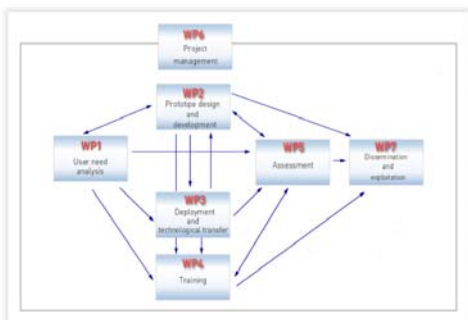 WP6
Project
management
WP2
Prototipe design
and
development
WP1
User need
analysis
WP5
Assessment
WP7
Dissemination
and
exploitation
WP3
Deployment
and
technological transfer
WP4
Training